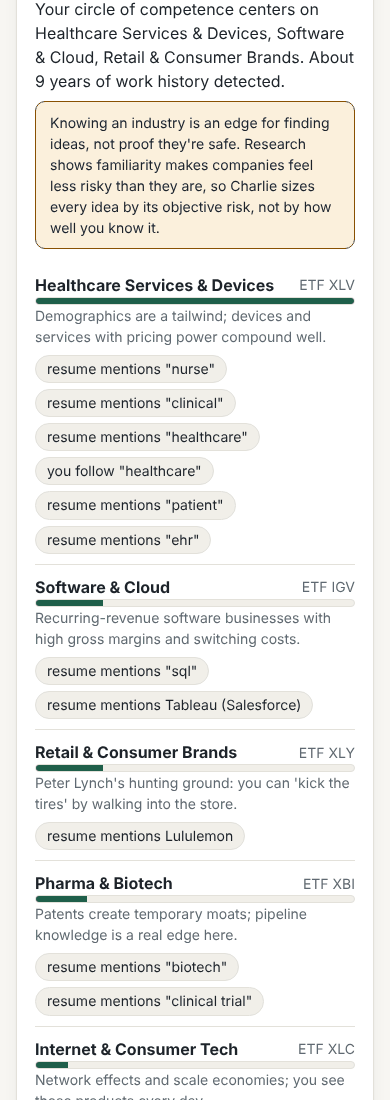 Your circle of competence centers on
Healthcare Services & Devices, Software
& Cloud, Retail & Consumer Brands. About
9 years of work history detected.
Knowing an industry is an edge for finding
ideas, not proof they're safe. Research
shows familiarity makes companies feel
less risky than they are, so Charlie sizes
every idea by its objective risk, not by how
well you know it.
Healthcare Services & Devices ETF XLV
Demographics are a tailwind; devices and
services with pricing power compound well.
resume mentions "nurse"
resume mentions "clinical"
resume mentions "healthcare"
you follow "healthcare"
resume mentions "patient"
resume mentions "ehr"
Software & Cloud ETF IGV
Recurring-revenue software businesses with
high gross margins and switching costs.
resume mentions "sql"
resume mentions Tableau (Salesforce)
Retail & Consumer Brands ETF XLY
Peter Lynch's hunting ground: you can 'kick the
tires' by walking into the store.
resume mentions Lululemon
Pharma & Biotech ETF XBI
Patents create temporary moats; pipeline
knowledge is a real edge here.
resume mentions "biotech"
resume mentions "clinical trial"
Internet & Consumer Tech ETF XLC
Network effects and scale economies; you see
these products every day.